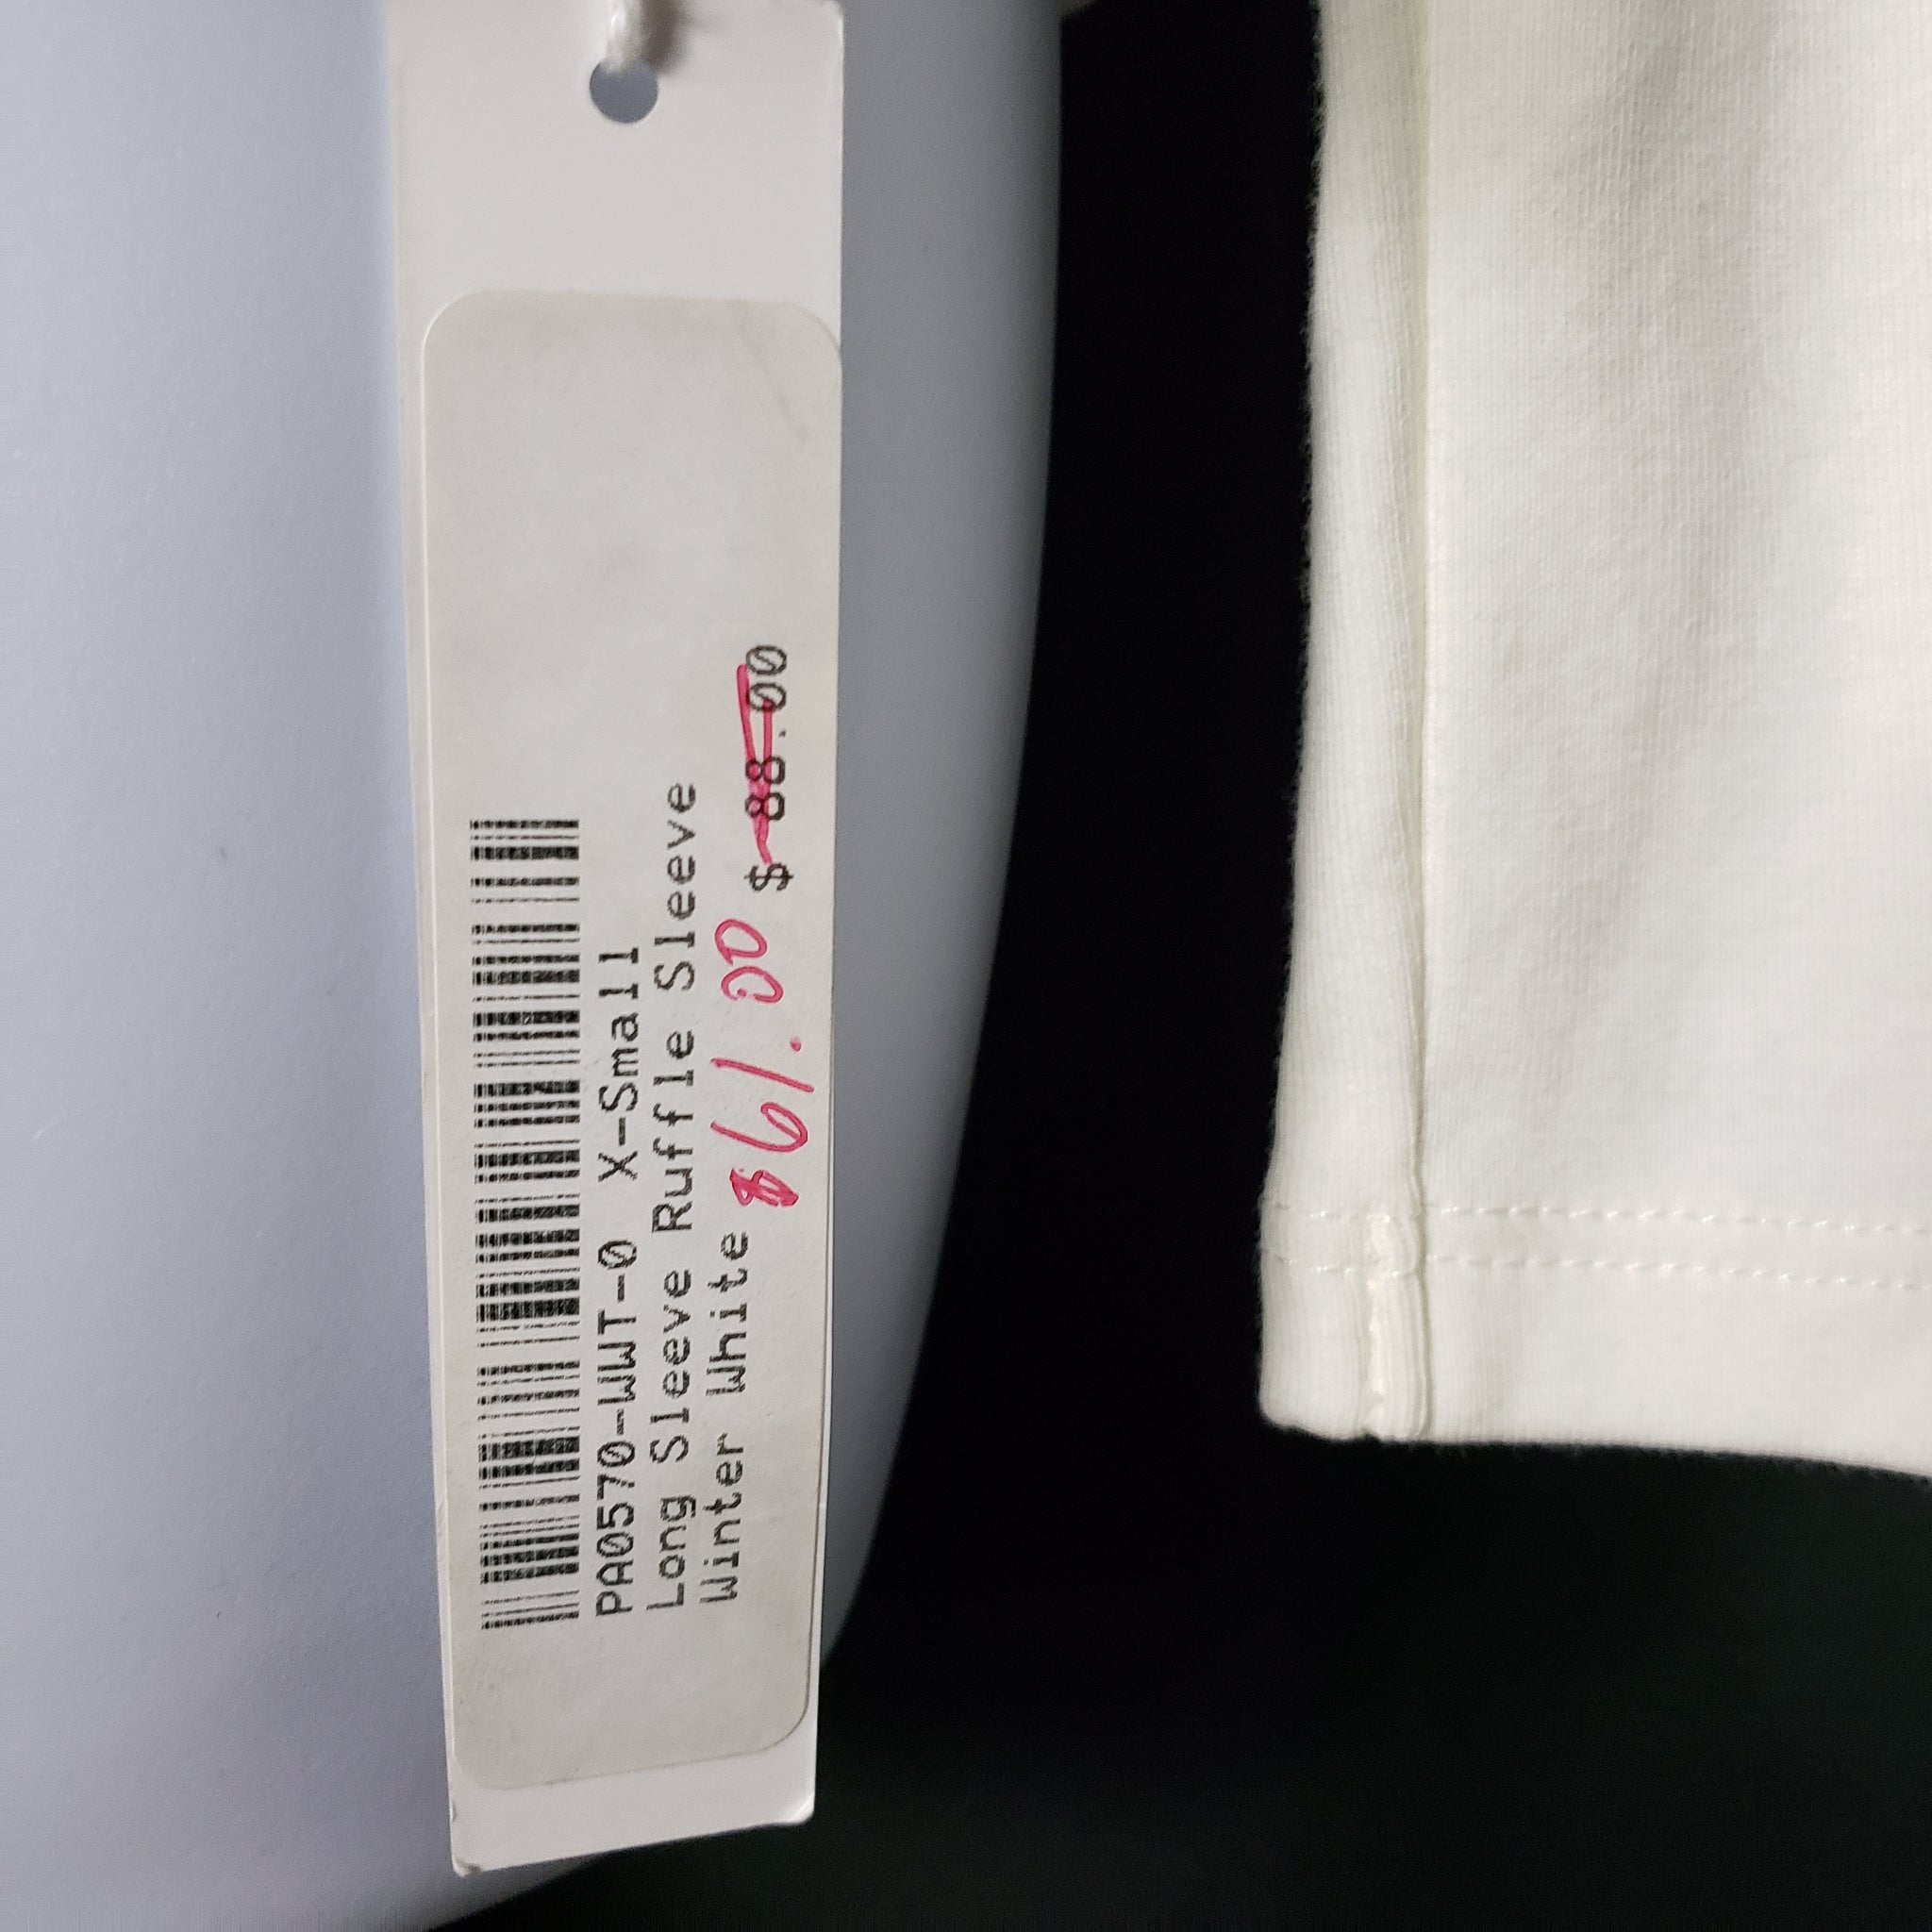 PA0570-WWT-0 X-Small
Long Sleeve Ruffle Sleeve
Winter White $61.00 $ 88.00